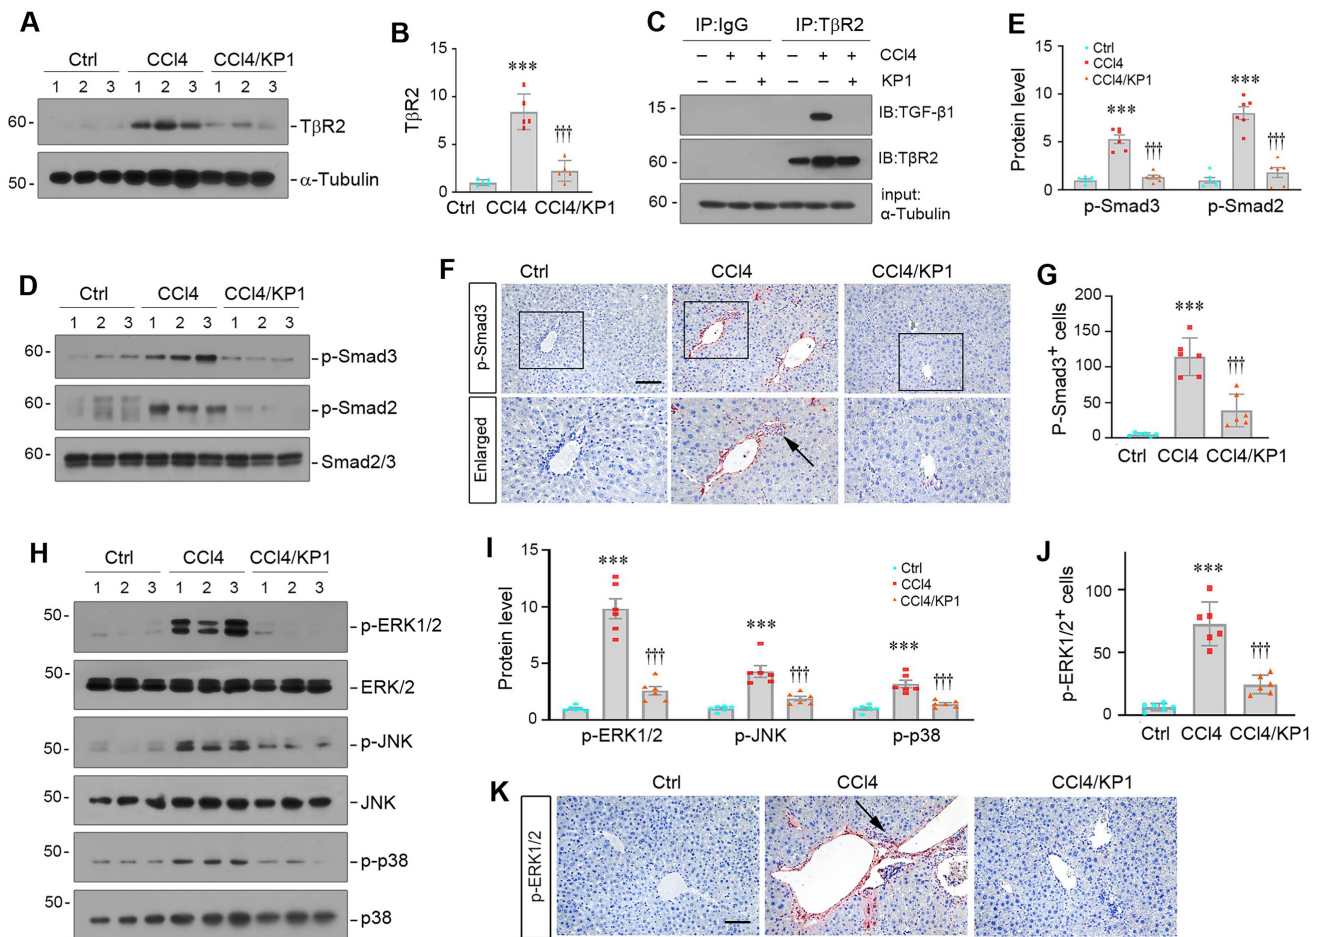 A
Ctrl CCl4 CCl4/KP1
1 2 3 1 2 3 1 2 3
60- -TβR2
50- -α-Tubulin
B
TβR2
15
10
5
0
***
†††
Ctrl CCl4 CCl4/KP1
C
IP:IgG IP:TβR2
– + + – + + CCl4
– – + – – + KP1
15 - IB:TGF-β1
60 - IB:TβR2
60 - input:
α-Tubulin
E
Protein level
15
10
5
0
Ctrl
CCl4
CCl4/KP1
*** ††† *** †††
p-Smad3 p-Smad2
D
Ctrl CCl4 CCl4/KP1
1 2 3 1 2 3 1 2 3
60- -p-Smad3
60- -p-Smad2
60- -Smad2/3
F
Ctrl CCl4 CCl4/KP1
p-Smad3
Enlarged
G
P-Smad3+ cells
200
150
100
50
0
***
†††
Ctrl CCl4 CCl4/KP1
H
Ctrl CCl4 CCl4/KP1
1 2 3 1 2 3 1 2 3
50- -p-ERK1/2
50- -ERK/2
50- -p-JNK
50- -JNK
50- -p-p38
50- -p38
I
Protein level
15
10
5
0
Ctrl
CCl4
CCl4/KP1
*** ††† *** ††† *** †††
p-ERK1/2 p-JNK p-p38
J
p-ERK1/2+ cells
100
50
0
***
†††
Ctrl CCl4 CCl4/KP1
K
Ctrl CCl4 CCl4/KP1
p-ERK1/2